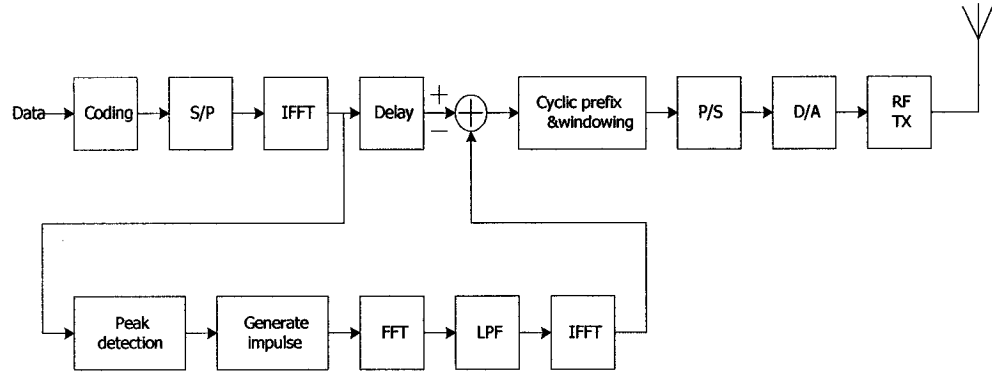 Data
Coding
S/P
IFFT
Delay
+
−
Cyclic prefix
&windowing
P/S
D/A
RF
TX
Peak
detection
Generate
impulse
FFT
LPF
IFFT